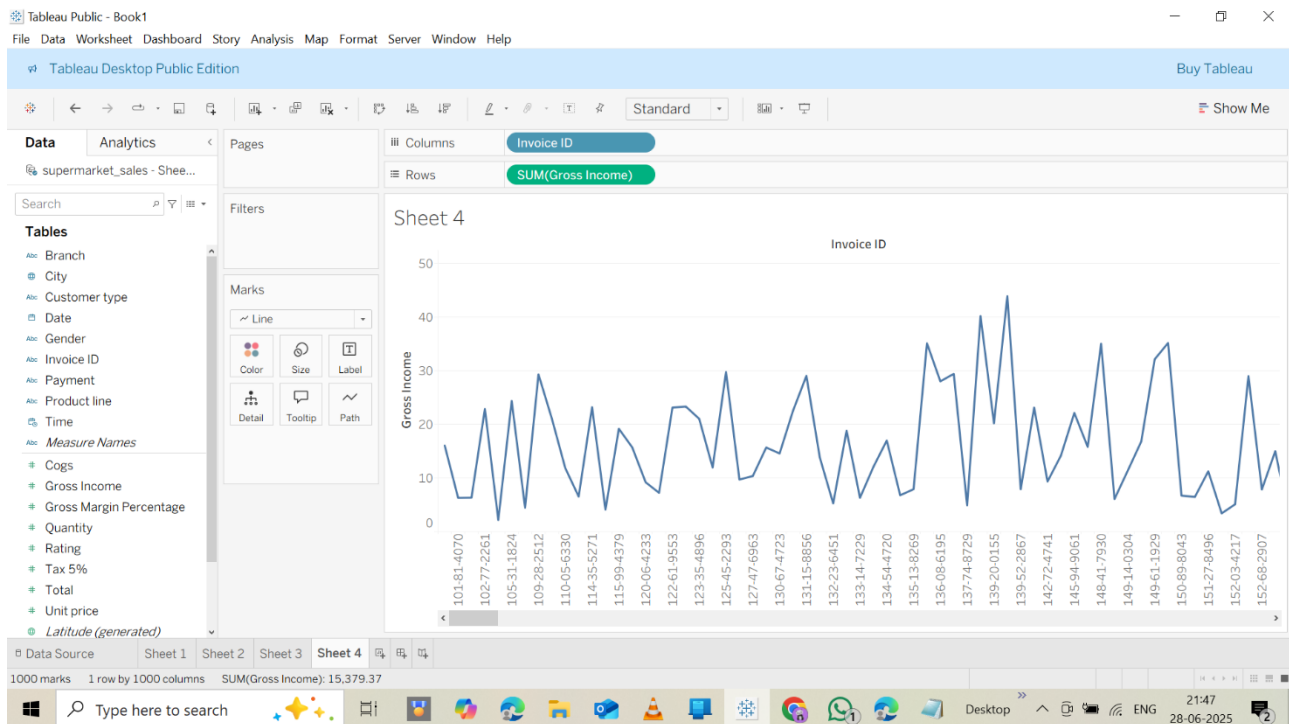 Tableau Public - Book1
File Data Worksheet Dashboard Story Analysis Map Format Server Window Help
Tableau Desktop Public Edition
Buy Tableau
Standard
Show Me
Data Analytics
supermarket_sales - Shee...
Search
Tables
Abc Branch
City
Abc Customer type
Date
Abc Gender
Abc Invoice ID
Abc Payment
Abc Product line
Time
Abc Measure Names
# Cogs
# Gross Income
# Gross Margin Percentage
# Quantity
# Rating
# Tax 5%
# Total
# Unit price
Latitude (generated)
Pages
Filters
Marks
Line
Color Size Label
Detail Tooltip Path
Columns Invoice ID
Rows SUM(Gross Income)
Sheet 4
Invoice ID
Gross Income
50
40
30
20
10
0
101-81-4070
102-77-2261
105-31-1824
109-28-2512
110-05-6330
114-35-5271
115-99-4379
120-06-4233
122-61-9553
123-35-4896
125-45-2293
127-47-6963
130-67-4723
131-15-8856
132-23-6451
133-14-7229
134-54-4720
135-13-8269
136-08-6195
137-74-8729
139-20-0155
139-52-2867
142-72-4741
145-94-9061
148-41-7930
149-14-0304
149-61-1929
150-89-8043
151-27-8496
152-03-4217
152-68-2907
Data Source Sheet 1 Sheet 2 Sheet 3 Sheet 4
1000 marks 1 row by 1000 columns SUM(Gross Income): 15,379.37
Type here to search
Desktop
ENG
21:47
28-06-2025
1
2